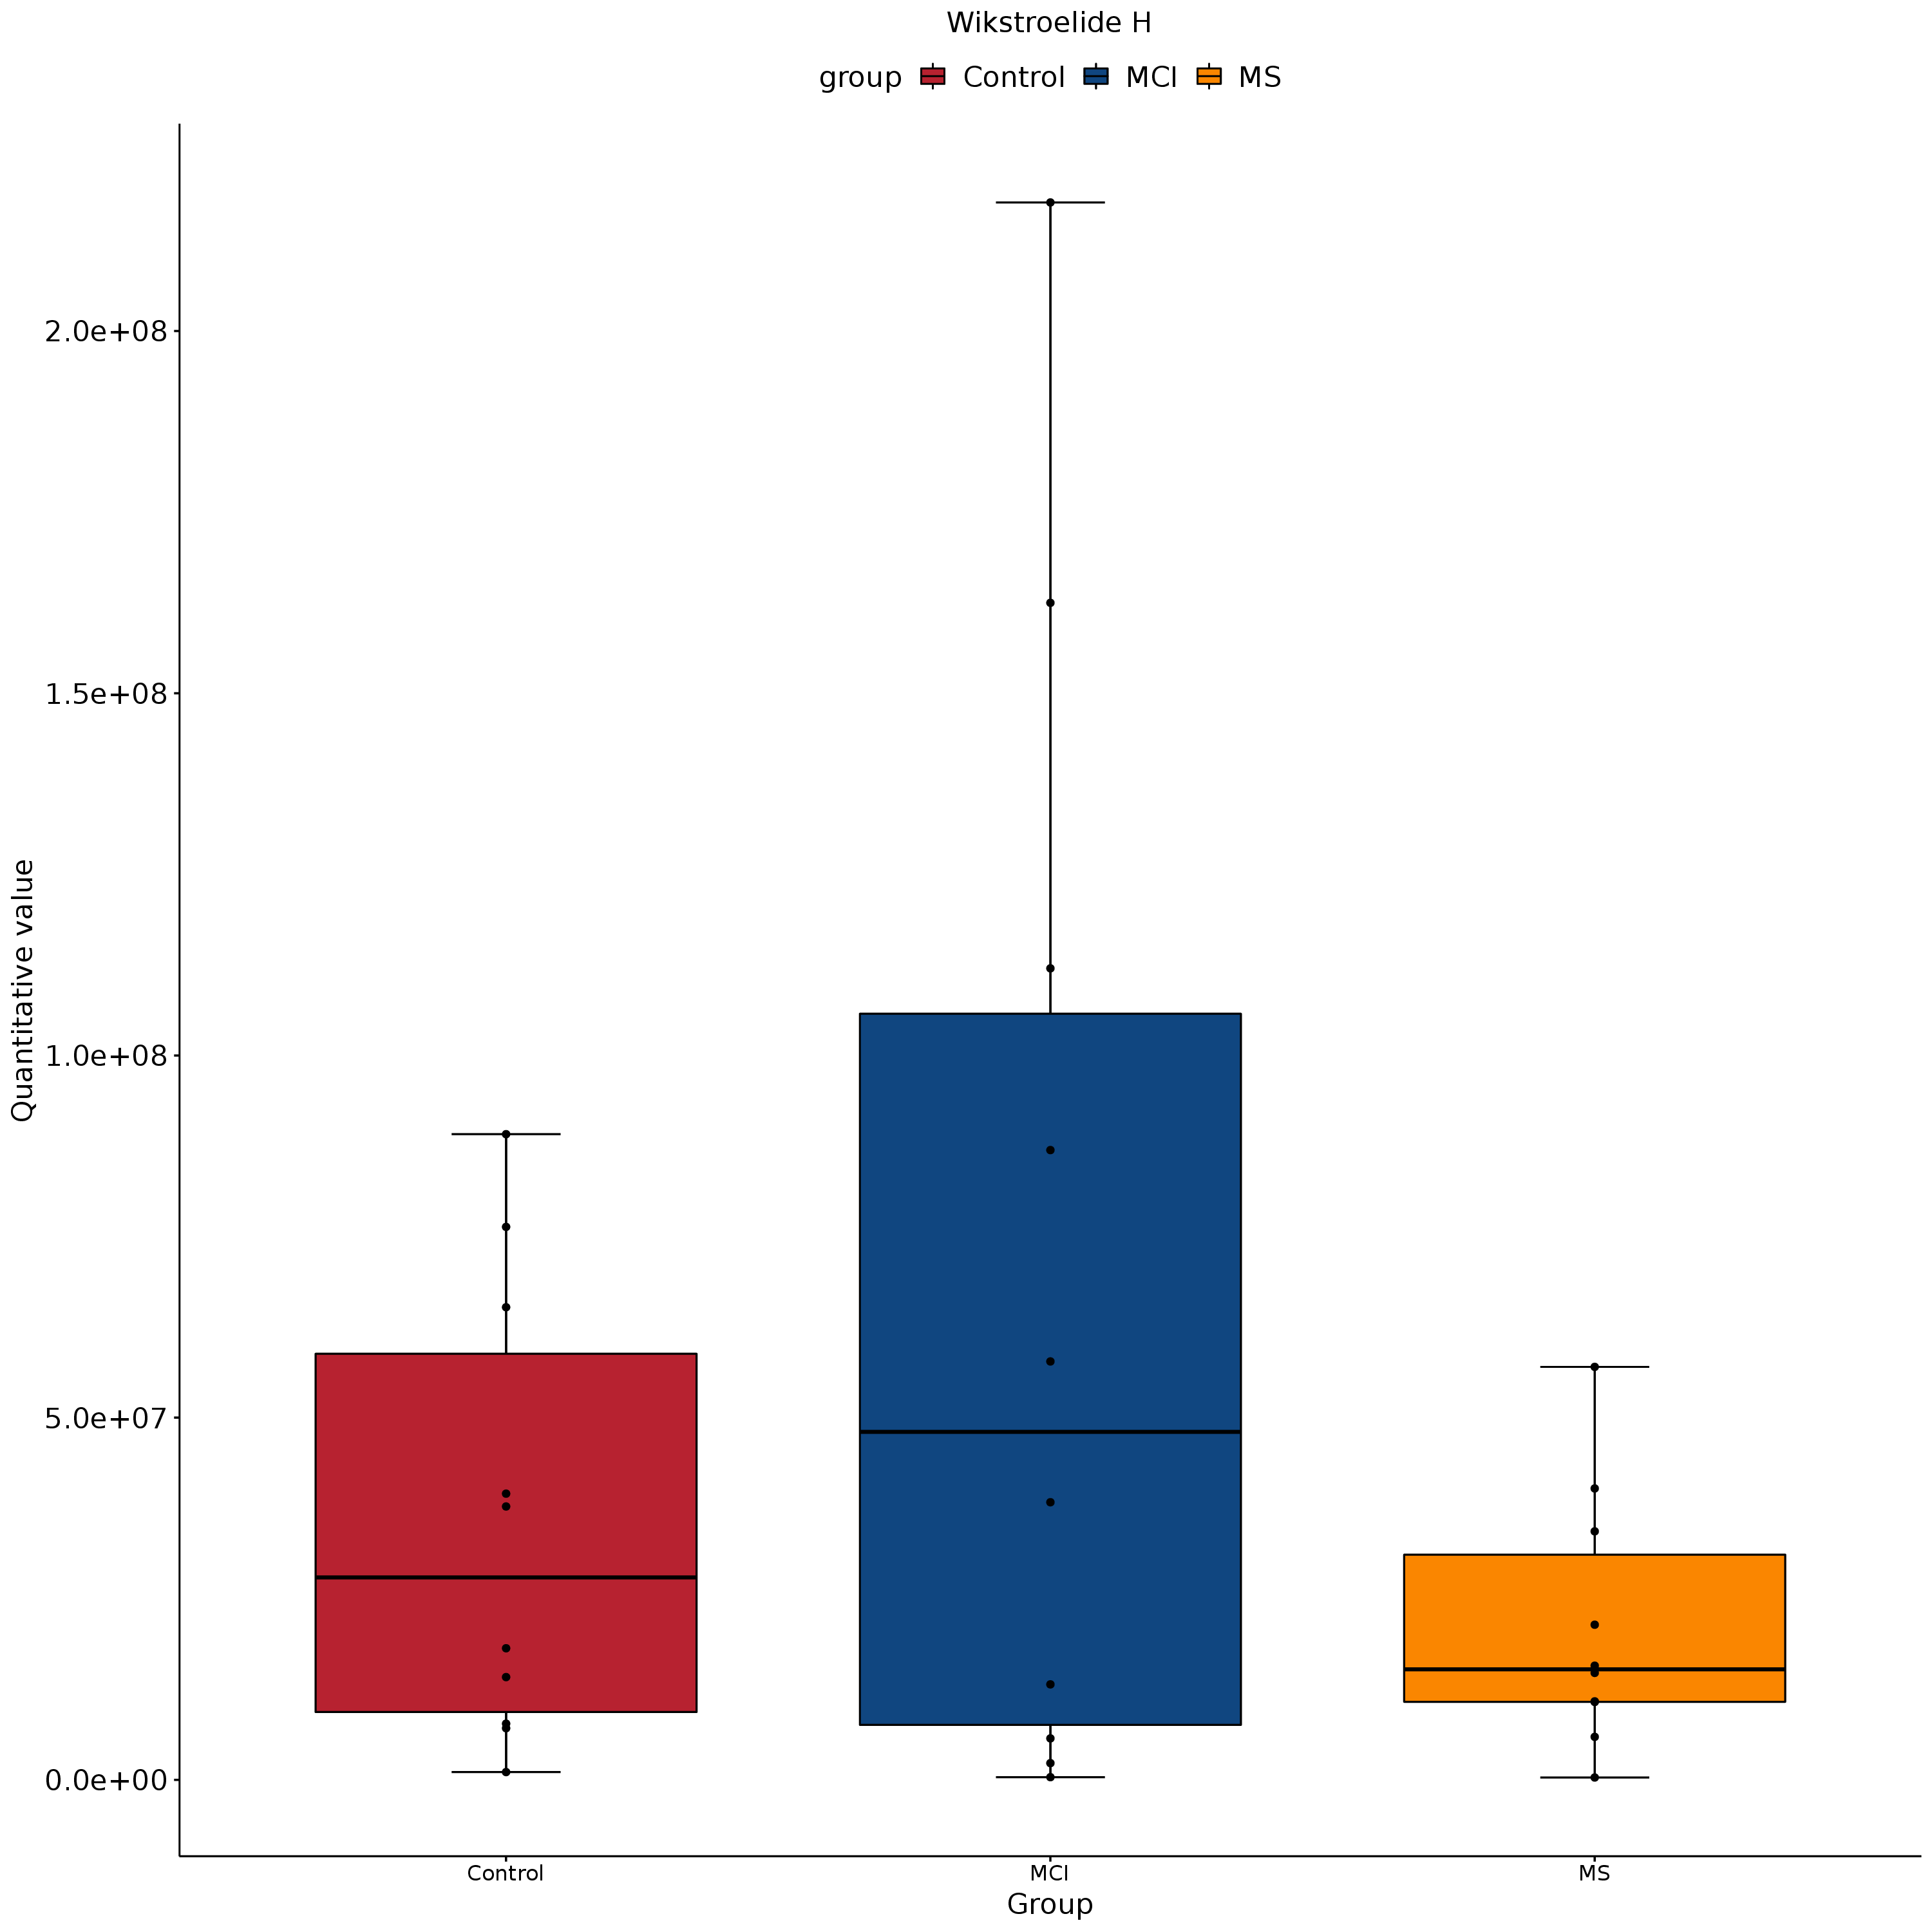 Wikstroelide H
group Control MCI MS
Quantitative value
2.0e+08
1.5e+08
1.0e+08
5.0e+07
0.0e+00
Control MCI MS
Group